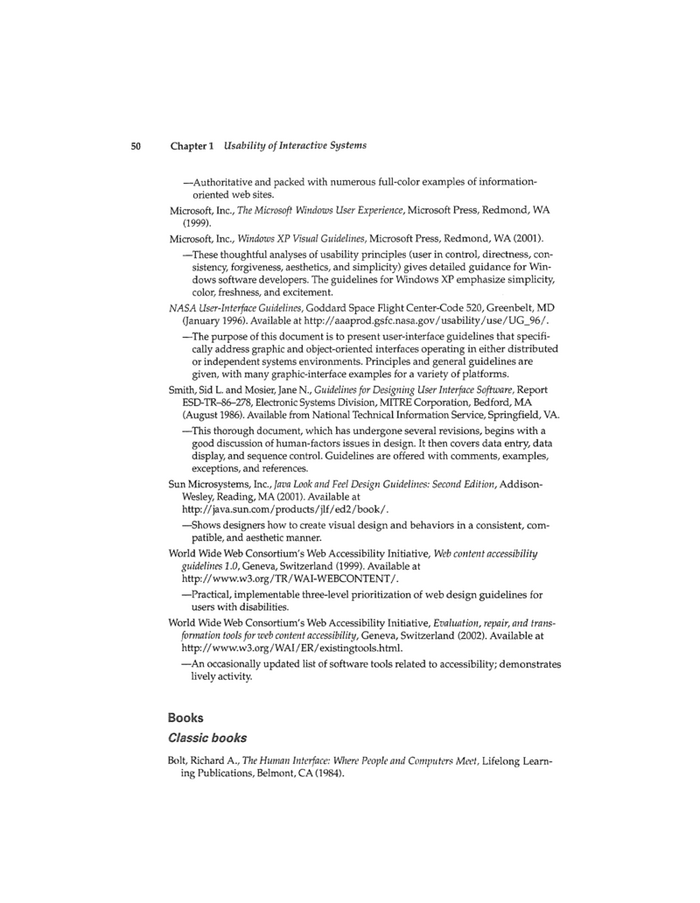 50 Chapter 1 Usability of Interactive Systems
—Authoritative and packed with numerous full-color examples of information-
oriented web sites.
Microsoft, Inc., The Microsoft Windows User Experience, Microsoft Press, Redmond, WA
(1999).
Microsoft, Inc., Windows XP Visual Guidelines, Microsoft Press, Redmond, WA (2001).
—These thoughtful analyses of usability principles (user in control, directness, con-
sistency, forgiveness, aesthetics, and simplicity) gives detailed guidance for Win-
dows software developers. The guidelines for Windows XP emphasize simplicity,
color, freshness, and excitement.
NASA User-Interface Guidelines, Goddard Space Flight Center-Code 520, Greenbelt, MD
(January 1996). Available at http://aaaprod.gsfc.nasa.gov/usability/use/UG_96/.
—The purpose of this document is to present user-interface guidelines that specifi-
cally address graphic and object-oriented interfaces operating in either distributed
or independent systems environments. Principles and general guidelines are
given, with many graphic-interface examples for a variety of platforms.
Smith, Sid L. and Mosier, Jane N., Guidelines for Designing User Interface Software, Report
ESD-TR–86–278, Electronic Systems Division, MITRE Corporation, Bedford, MA
(August 1986). Available from National Technical Information Service, Springfield, VA.
—This thorough document, which has undergone several revisions, begins with a
good discussion of human-factors issues in design. It then covers data entry, data
display, and sequence control. Guidelines are offered with comments, examples,
exceptions, and references.
Sun Microsystems, Inc., Java Look and Feel Design Guidelines: Second Edition, Addison-
Wesley, Reading, MA (2001). Available at
http://java.sun.com/products/jlf/ed2/book/.
—Shows designers how to create visual design and behaviors in a consistent, com-
patible, and aesthetic manner.
World Wide Web Consortium's Web Accessibility Initiative, Web content accessibility
guidelines 1.0, Geneva, Switzerland (1999). Available at
http://www.w3.org/TR/WAI-WEBCONTENT/.
—Practical, implementable three-level prioritization of web design guidelines for
users with disabilities.
World Wide Web Consortium's Web Accessibility Initiative, Evaluation, repair, and trans-
formation tools for web content accessibility, Geneva, Switzerland (2002). Available at
http://www.w3.org/WAI/ER/existingtools.html.
—An occasionally updated list of software tools related to accessibility; demonstrates
lively activity.
Books
Classic books
Bolt, Richard A., The Human Interface: Where People and Computers Meet, Lifelong Learn-
ing Publications, Belmont, CA (1984).